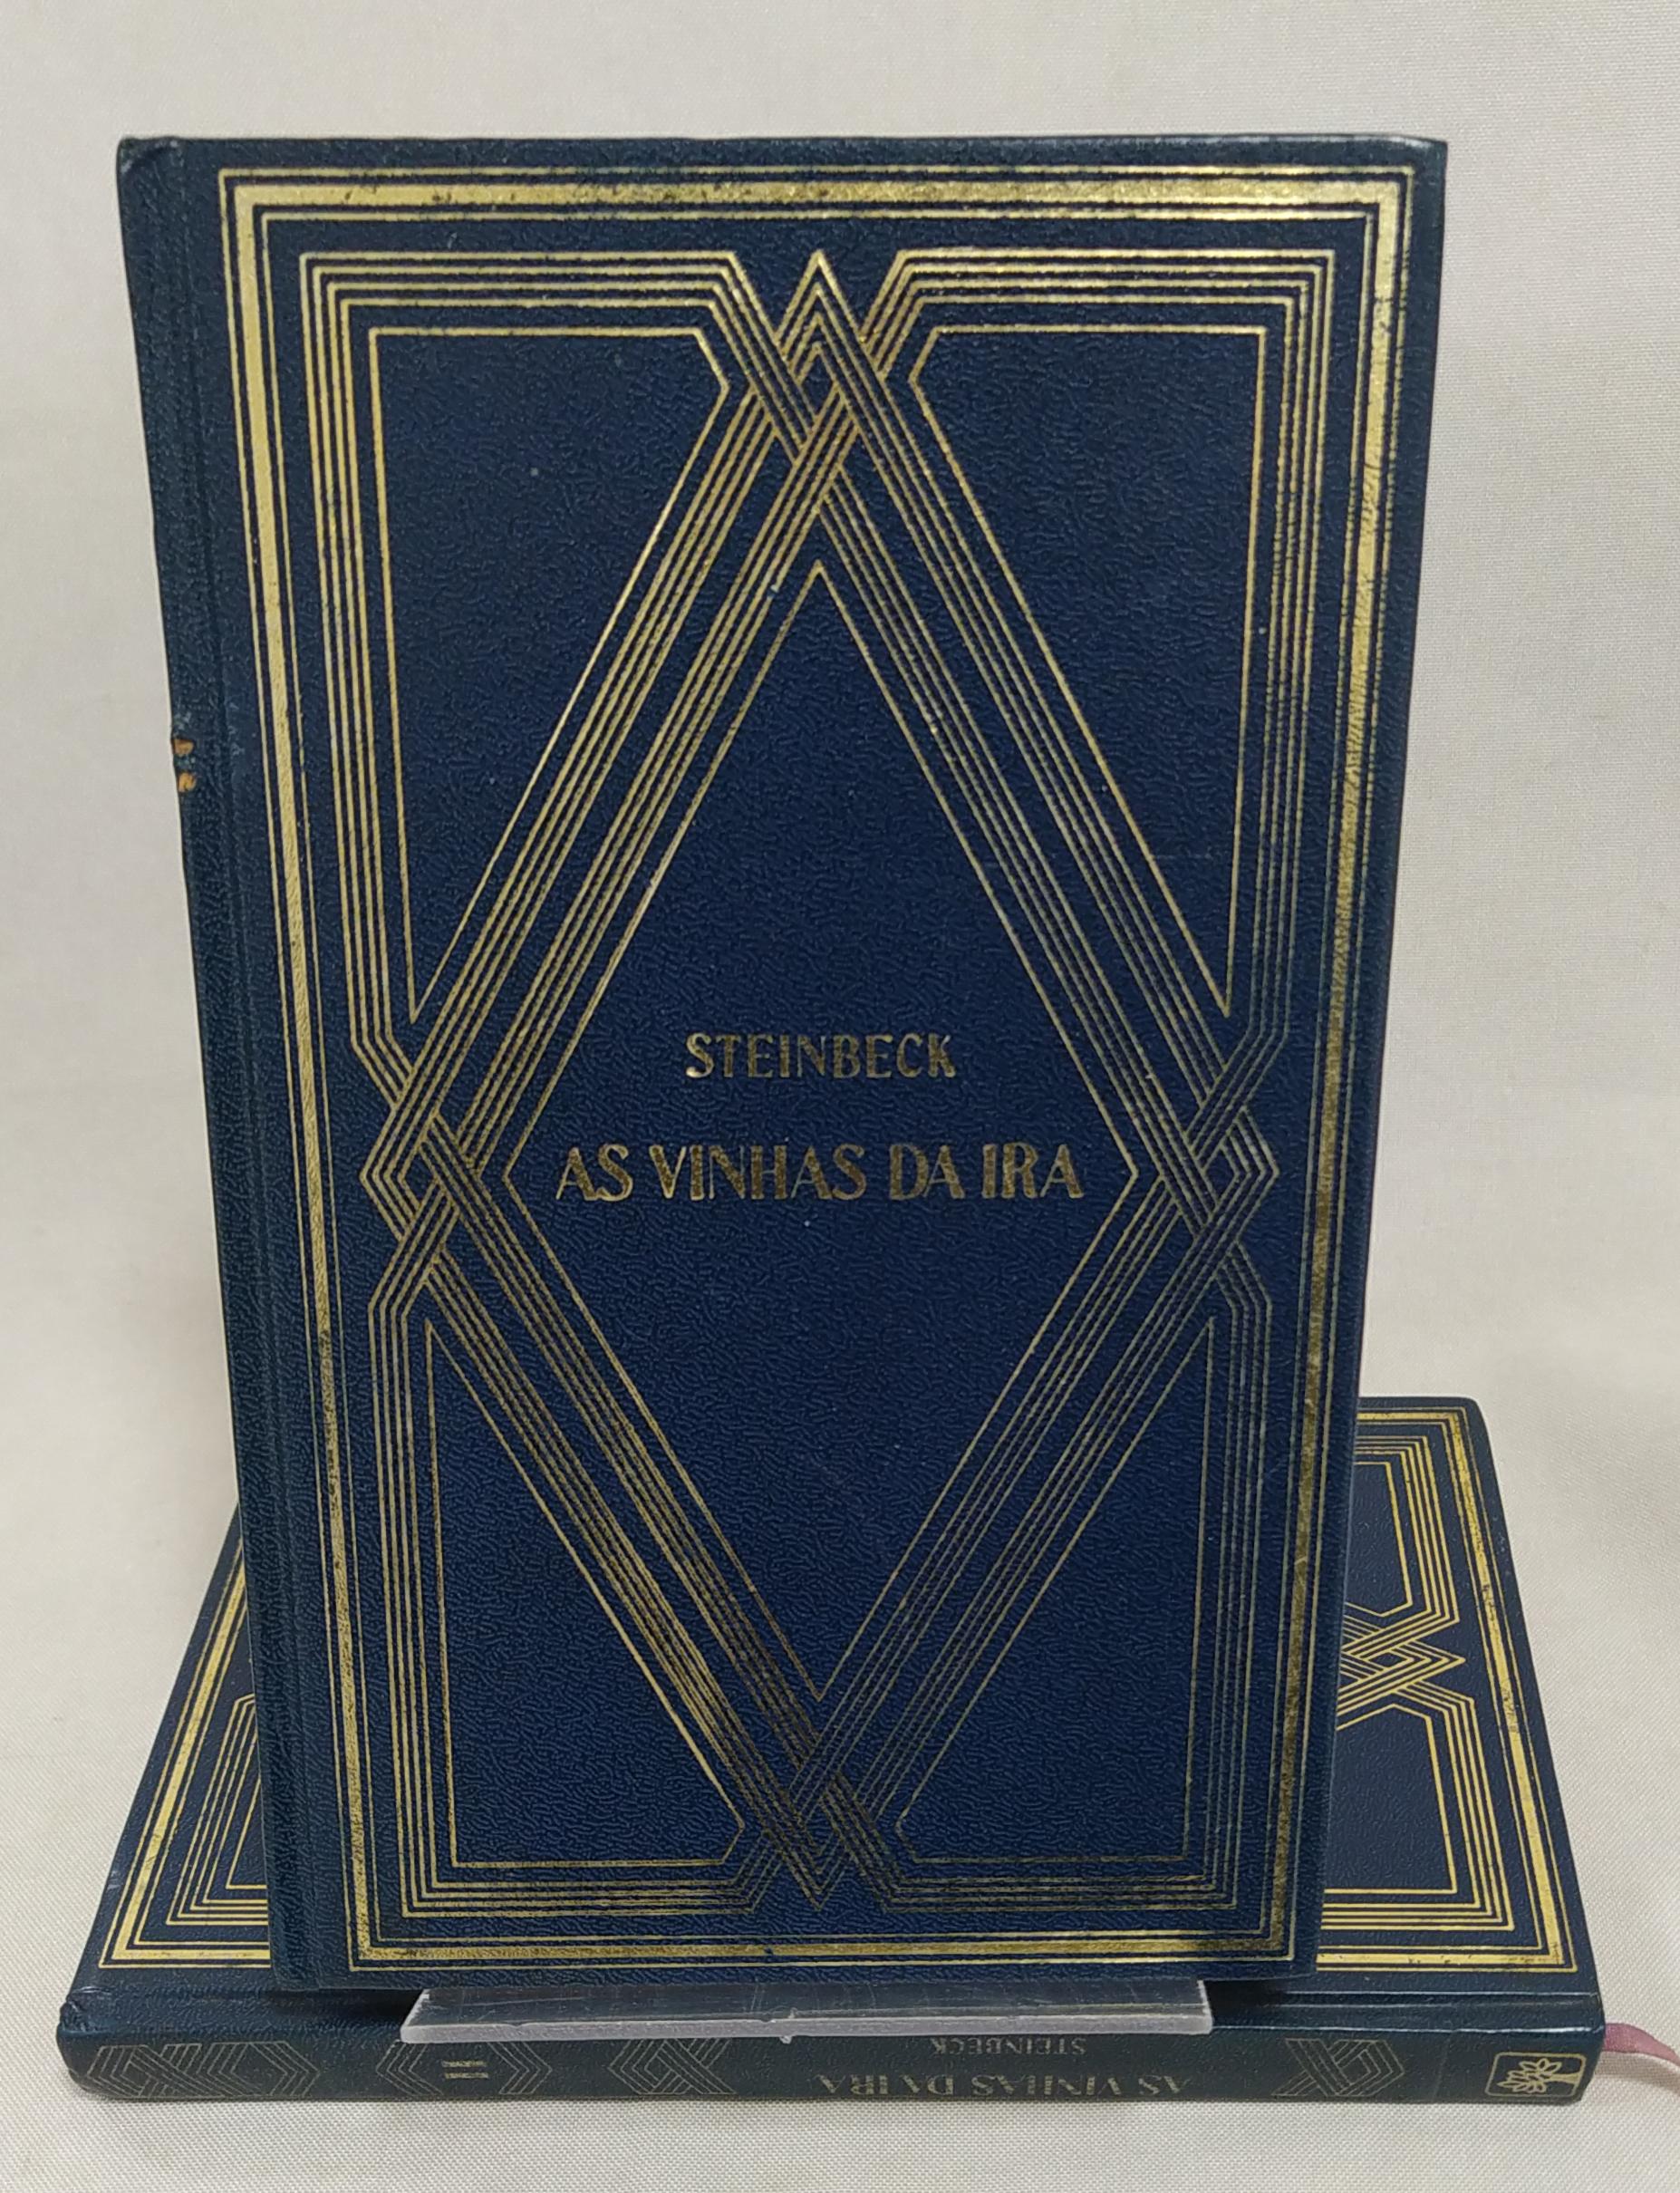 STEINBECK
AS VINHAS DA IRA
STEINBECK
AS VINHAS DA IRA